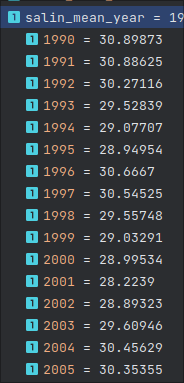 salin_mean_year = 19
1990 = 30.89873
1991 = 30.88625
1992 = 30.27116
1993 = 29.52839
1994 = 29.07707
1995 = 28.94954
1996 = 30.6667
1997 = 30.54525
1998 = 29.55748
1999 = 29.03291
2000 = 28.99534
2001 = 28.2239
2002 = 28.89323
2003 = 29.60946
2004 = 30.45629
2005 = 30.35355